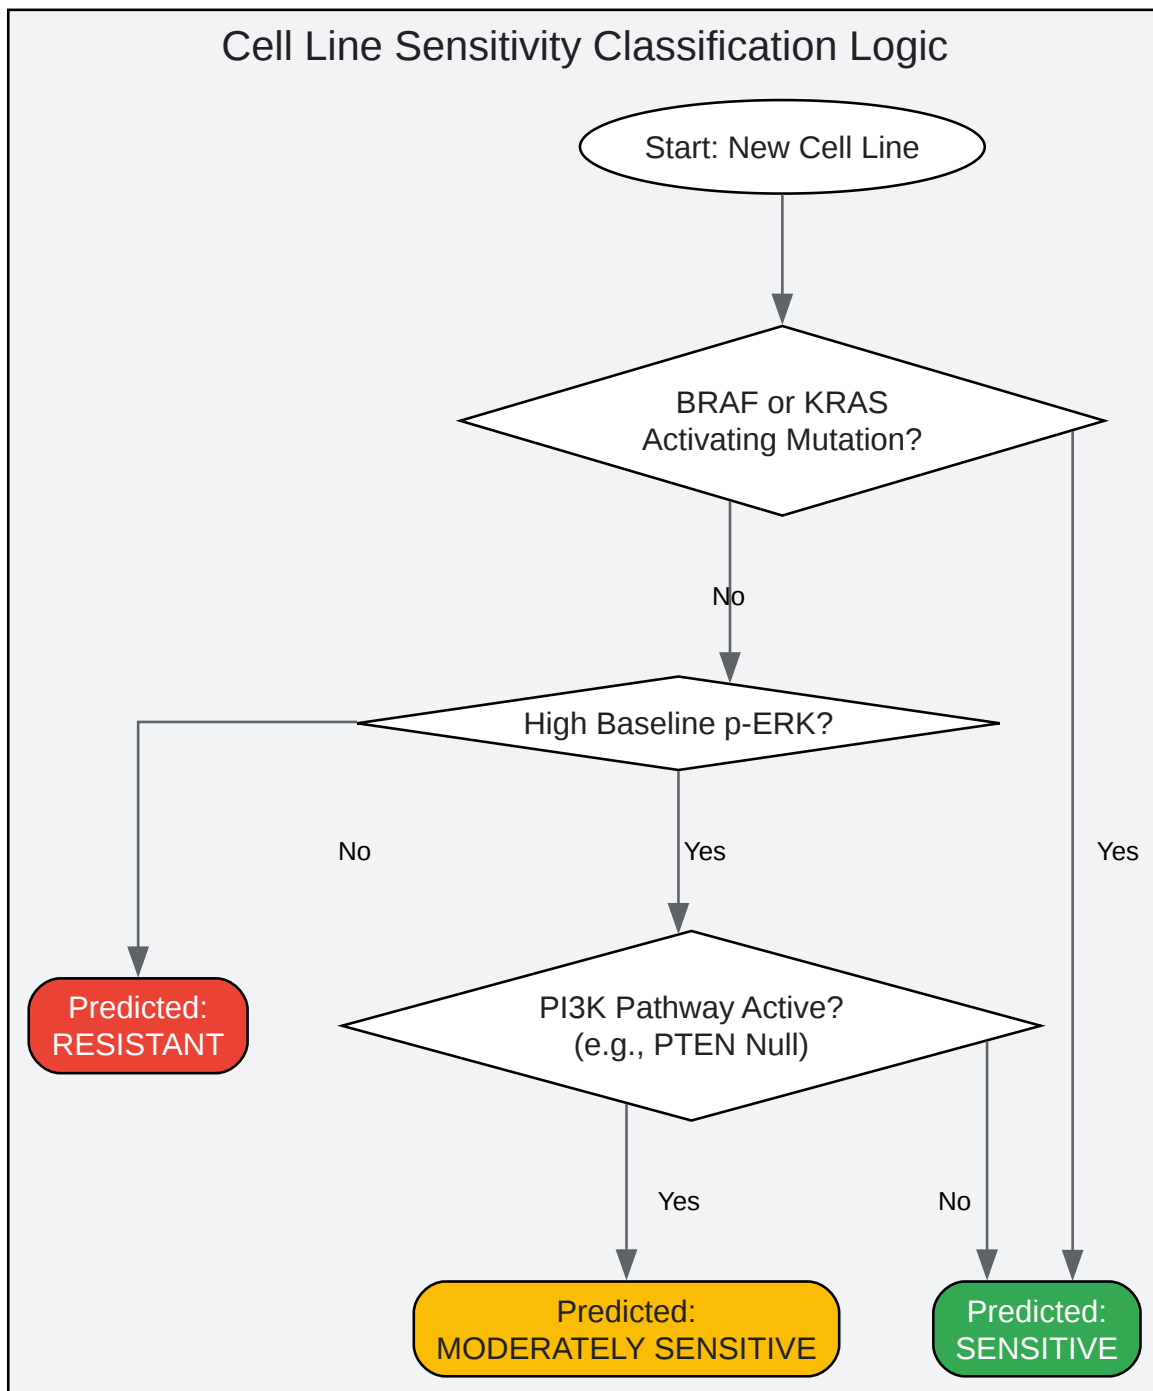 Cell Line Sensitivity Classification Logic
Start: New Cell Line
BRAF or KRAS
Activating Mutation?
No
High Baseline p-ERK?
No
Yes
Yes
Predicted:
RESISTANT
PI3K Pathway Active?
(e.g., PTEN Null)
Yes
No
Predicted:
MODERATELY SENSITIVE
Predicted:
SENSITIVE